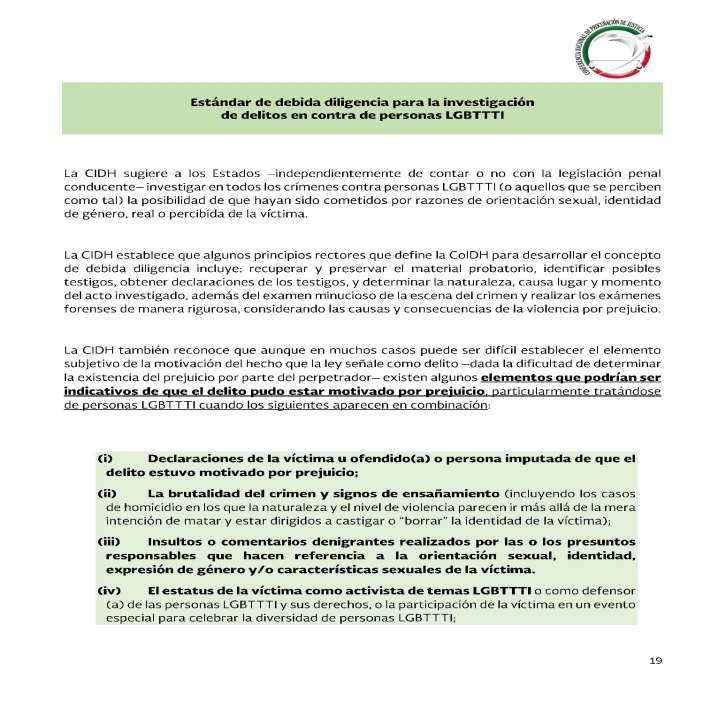 CONFERENCIA NACIONAL DE PROCURACIÓN DE JUSTICIA
Estándar de debida diligencia para la investigación
de delitos en contra de personas LGBTTTI
La CIDH sugiere a los Estados –independientemente de contar o no con la legislación penal
conducente– investigar en todos los crímenes contra personas LGBTTTI (o aquellos que se perciben
como tal) la posibilidad de que hayan sido cometidos por razones de orientación sexual, identidad
de género, real o percibida de la víctima.
La CIDH establece que algunos principios rectores que define la CoIDH para desarrollar el concepto
de debida diligencia incluye: recuperar y preservar el material probatorio, identificar posibles
testigos, obtener declaraciones de los testigos, y determinar la naturaleza, causa lugar y momento
del acto investigado, además del examen minucioso de la escena del crimen y realizar los exámenes
forenses de manera rigurosa, considerando las causas y consecuencias de la violencia por prejuicio.
La CIDH también reconoce que aunque en muchos casos puede ser difícil establecer el elemento
subjetivo de la motivación del hecho que la ley señale como delito –dada la dificultad de determinar
la existencia del prejuicio por parte del perpetrador– existen algunos elementos que podrían ser
indicativos de que el delito pudo estar motivado por prejuicio, particularmente tratándose
de personas LGBTTTI cuando los siguientes aparecen en combinación:
(i) Declaraciones de la víctima u ofendido(a) o persona imputada de que el
delito estuvo motivado por prejuicio;
(ii) La brutalidad del crimen y signos de ensañamiento (incluyendo los casos
de homicidio en los que la naturaleza y el nivel de violencia parecen ir más allá de la mera
intención de matar y estar dirigidos a castigar o “borrar” la identidad de la víctima);
(iii) Insultos o comentarios denigrantes realizados por las o los presuntos
responsables que hacen referencia a la orientación sexual, identidad,
expresión de género y/o características sexuales de la víctima.
(iv) El estatus de la víctima como activista de temas LGBTTTI o como defensor
(a) de las personas LGBTTTI y sus derechos, o la participación de la víctima en un evento
especial para celebrar la diversidad de personas LGBTTTI;
19